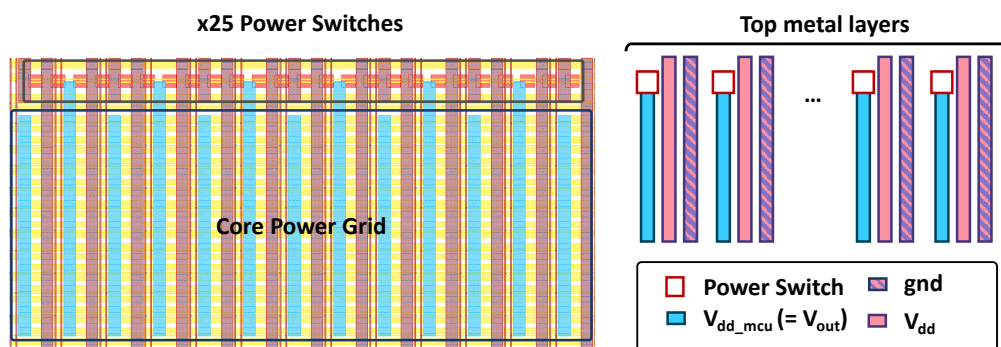 x25 Power Switches
Core Power Grid
Top metal layers
...
Power Switch
gnd
V_dd_mcu (= V_out)
V_dd